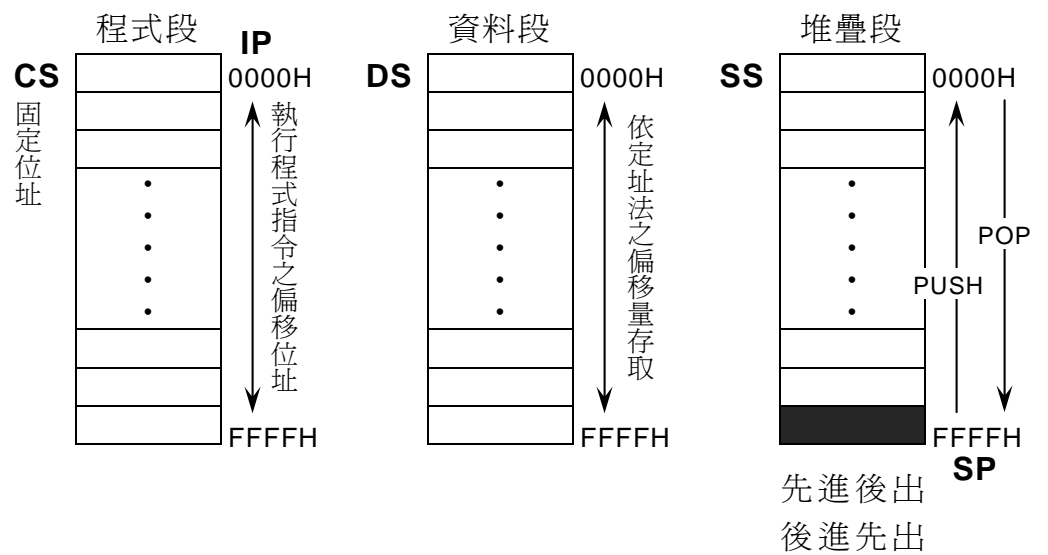 程式段
IP
CS
0000H
固定位址
執行程式指令之偏移位址
FFFFH
資料段
DS
0000H
依定址法之偏移量存取
FFFFH
堆疊段
SS
0000H
PUSH
POP
FFFFH
SP
先進後出
後進先出